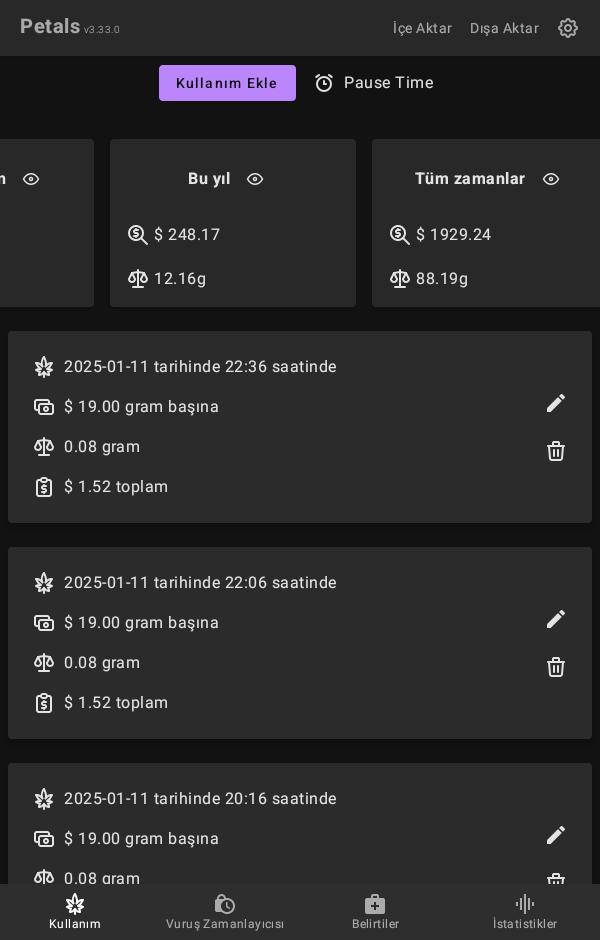 Petals v3.33.0 İçe Aktar Dışa Aktar
Kullanım Ekle Pause Time
Bu yıl Tüm zamanlar
$ 248.17 $ 1929.24
12.16g 88.19g
2025-01-11 tarihinde 22:36 saatinde
$ 19.00 gram başına
0.08 gram
$ 1.52 toplam
2025-01-11 tarihinde 22:06 saatinde
$ 19.00 gram başına
0.08 gram
$ 1.52 toplam
2025-01-11 tarihinde 20:16 saatinde
$ 19.00 gram başına
0.08 gram
Kullanım Vuruş Zamanlayıcısı Belirtiler İstatistikler